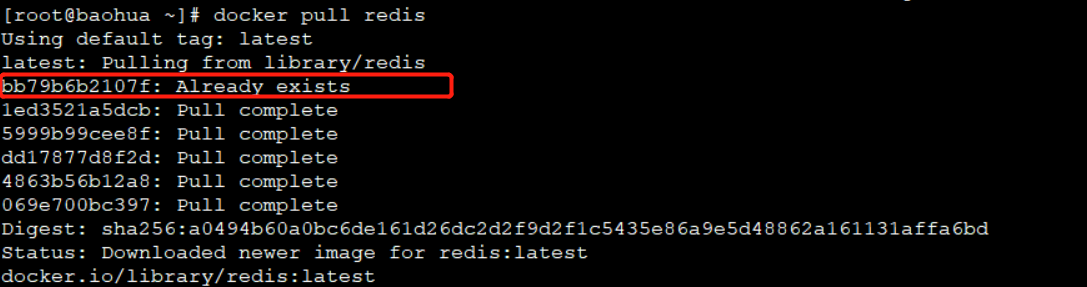 [root@baohua ~]# docker pull redis
Using default tag: latest
latest: Pulling from library/redis
bb79b6b2107f: Already exists
1ed3521a5dcb: Pull complete
5999b99cee8f: Pull complete
dd17877d8f2d: Pull complete
4863b56b12a8: Pull complete
069e700bc397: Pull complete
Digest: sha256:a0494b60a0bc6de161d26dc2d2f9d2f1c5435e86a9e5d48862a161131affa6bd
Status: Downloaded newer image for redis:latest
docker.io/library/redis:latest